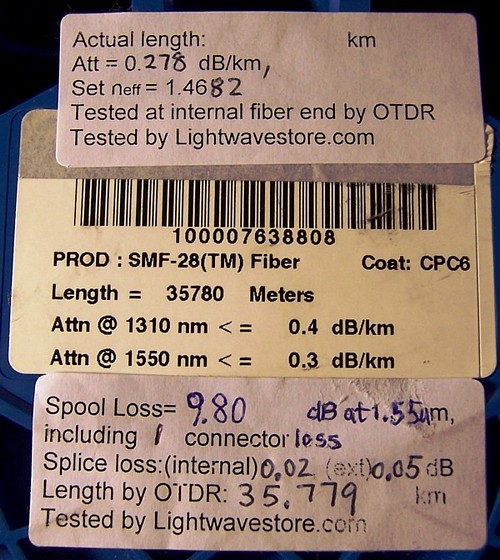 Actual length: km
Att = 0.278 dB/km,
Set neff = 1.4682
Tested at internal fiber end by OTDR
Tested by Lightwavestore.com
100007638808
PROD : SMF-28(TM) Fiber Coat: CPC6
Length = 35780 Meters
Attn @ 1310 nm < = 0.4 dB/km
Attn @ 1550 nm < = 0.3 dB/km
Spool Loss= 9.80 dB at 1.55um,
including 1 connector loss
Splice loss:(internal)0.02 (ext)0.05 dB
Length by OTDR: 35.779 km
Tested by Lightwavestore.com